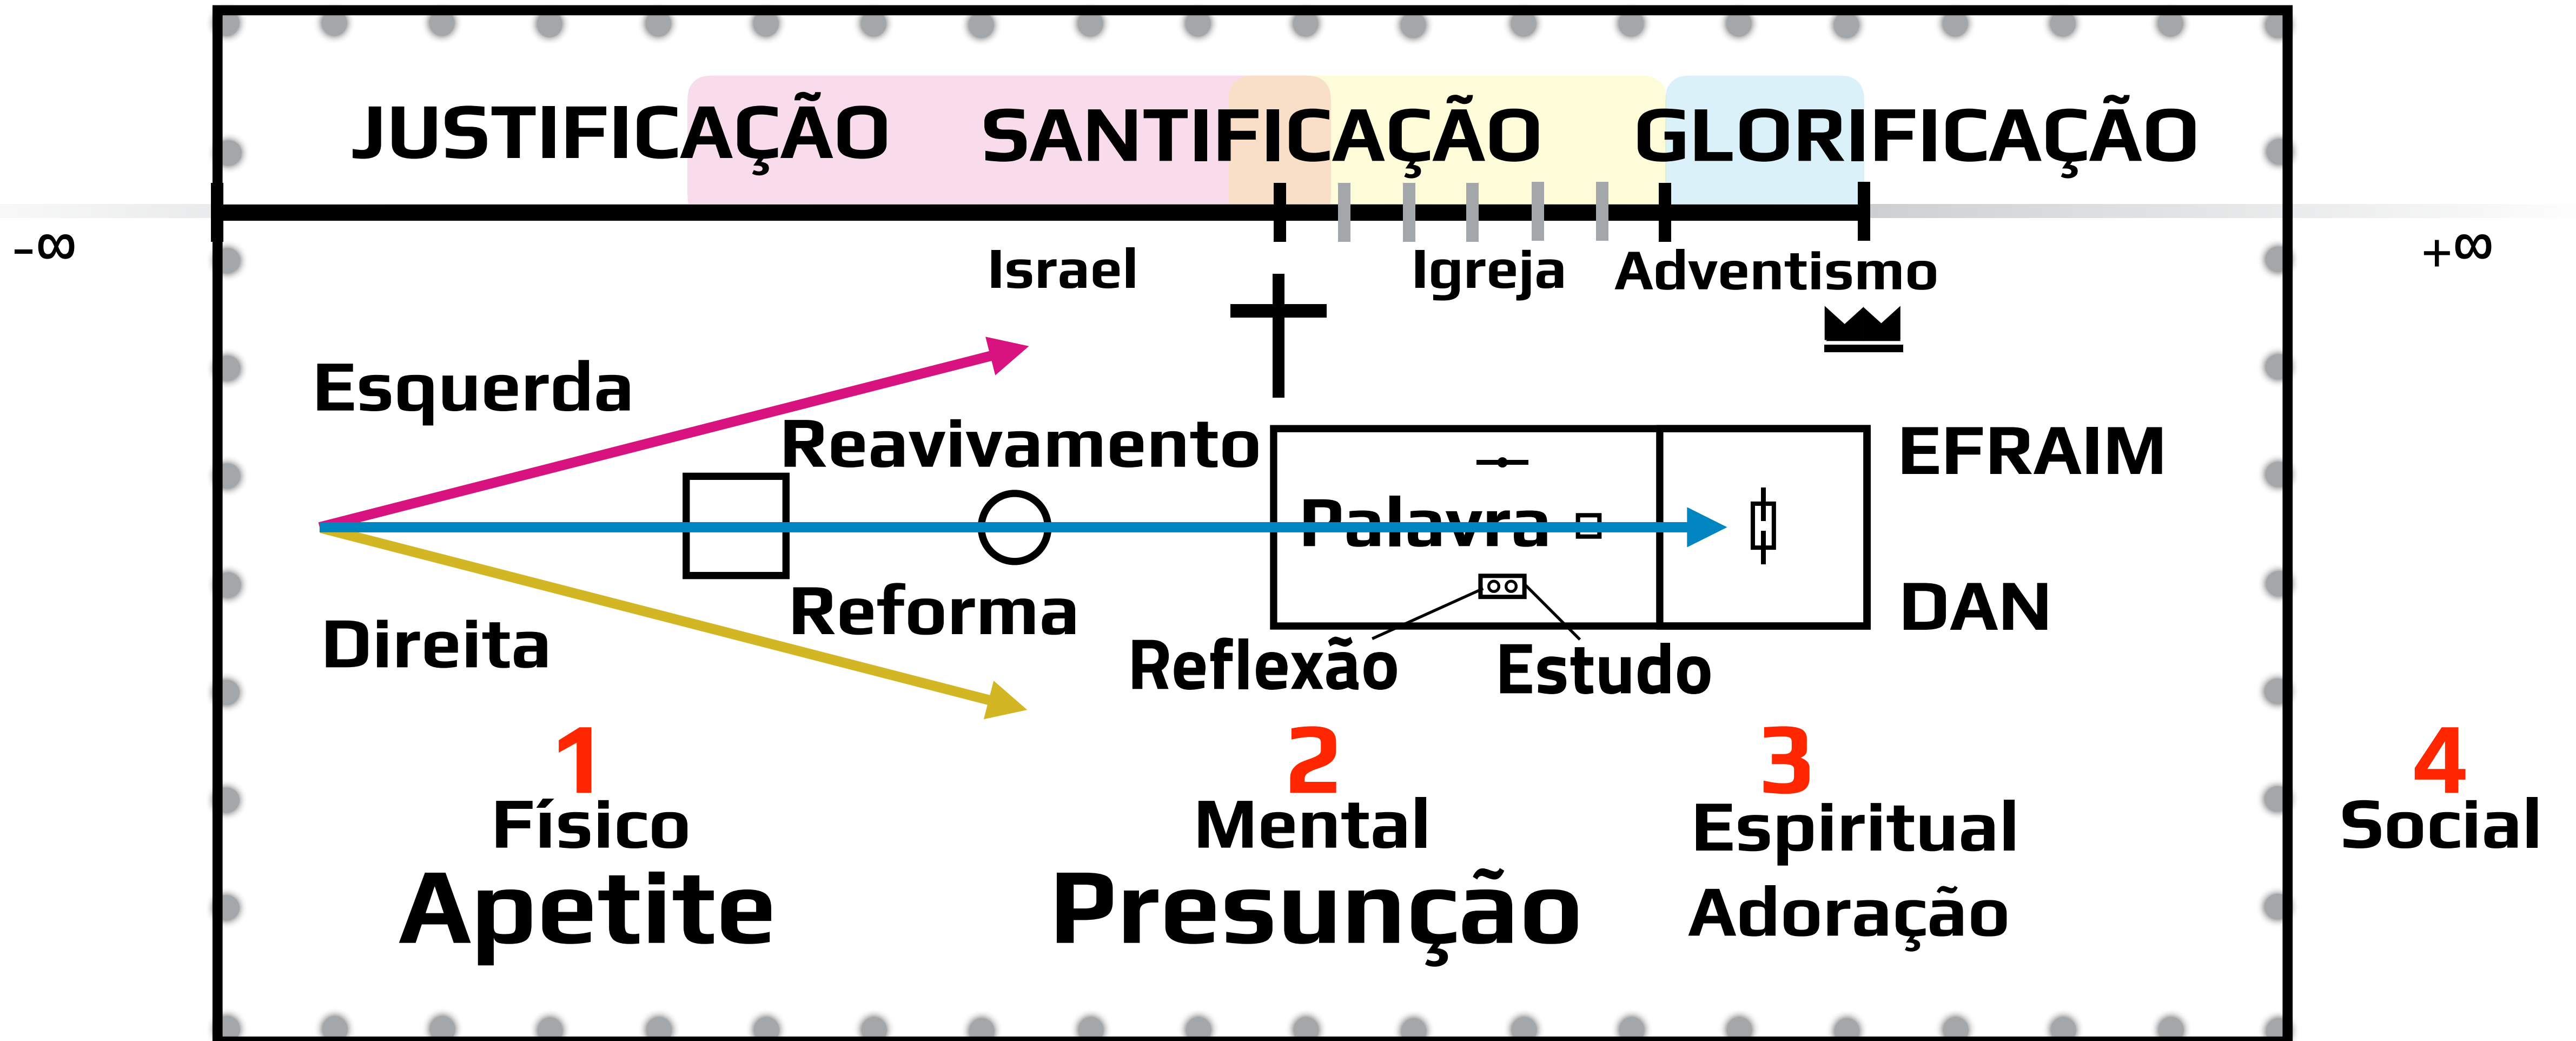 JUSTIFICAÇÃO SANTIFICAÇÃO GLORIFICAÇÃO
-∞ +∞
Israel Igreja Adventismo
Esquerda
Reavivamento EFRAIM
Palavra
Reforma DAN
Direita Reflexão Estudo
1 2 3 4
Físico Mental Espiritual Social
Apetite Presunção Adoração